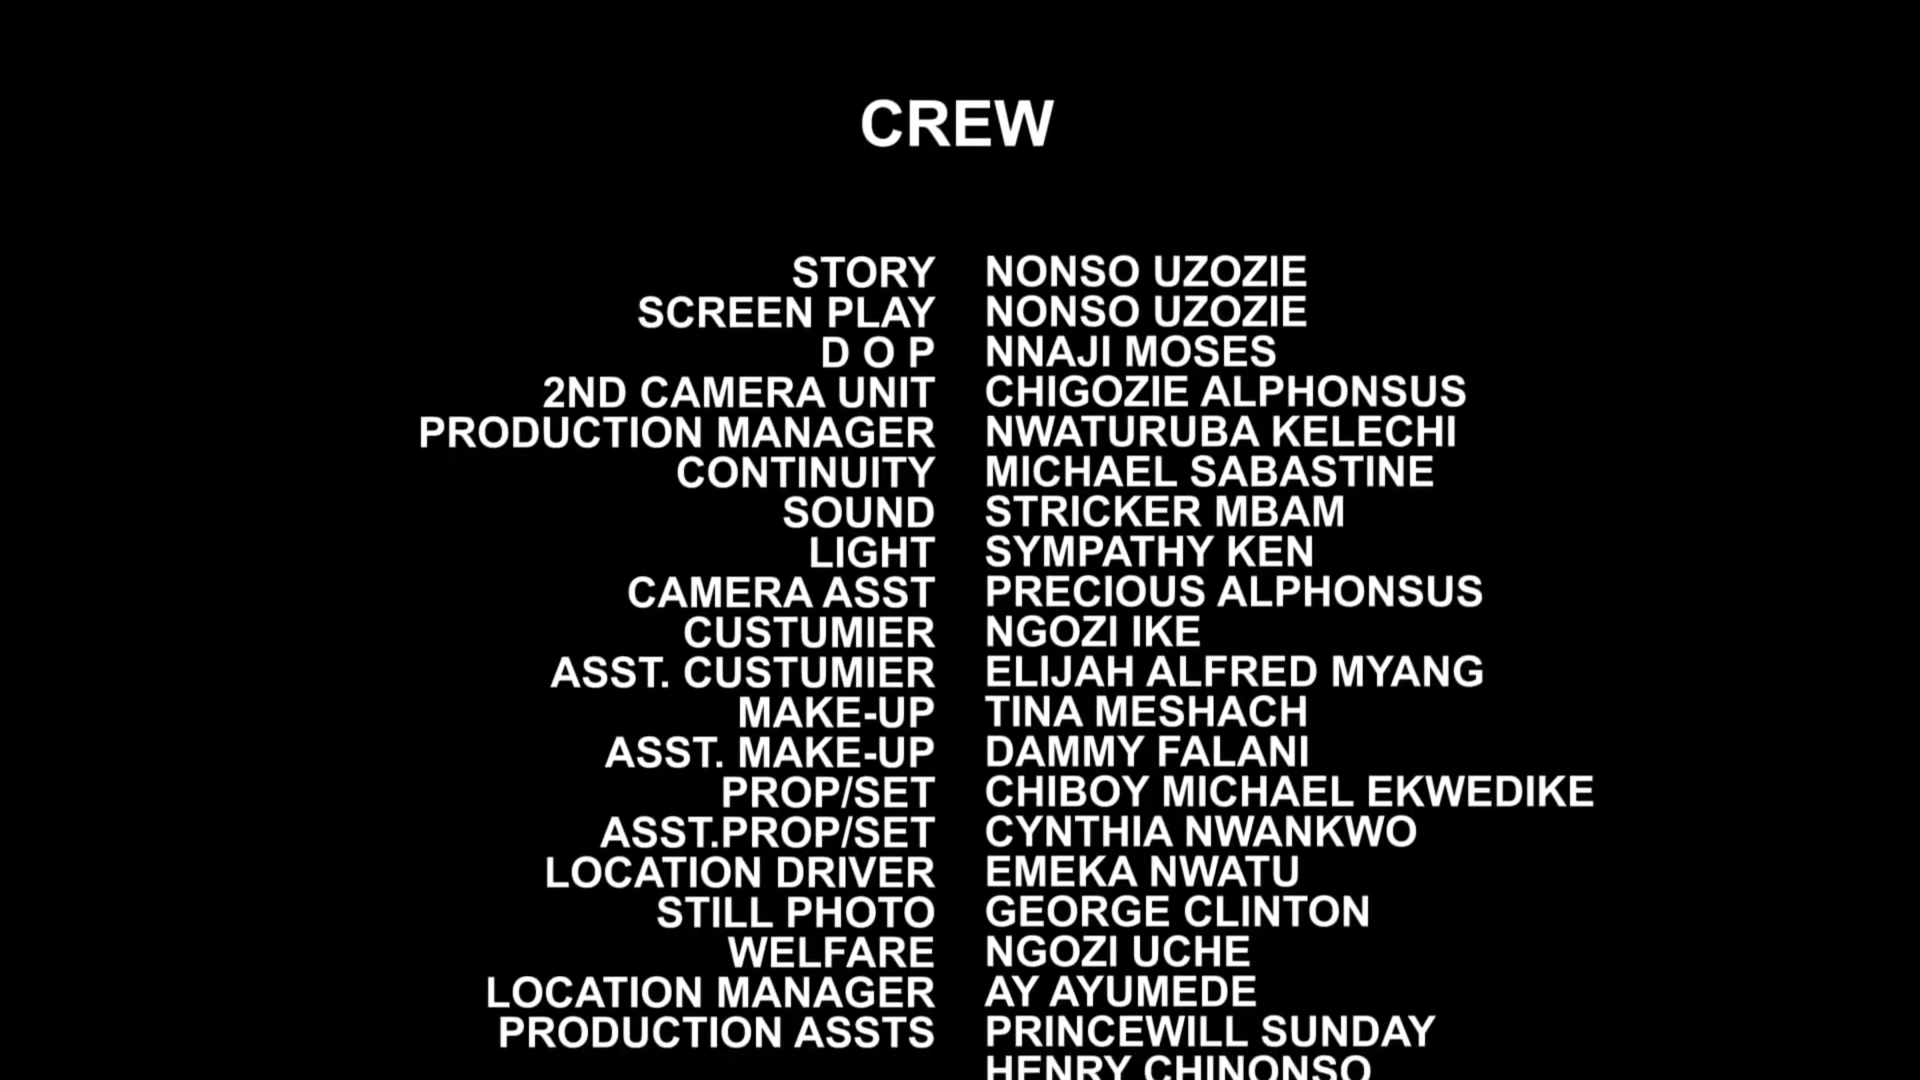 CREW
STORY NONSO UZOZIE
SCREEN PLAY NONSO UZOZIE
D O P NNAJI MOSES
2ND CAMERA UNIT CHIGOZIE ALPHONSUS
PRODUCTION MANAGER NWATURUBA KELECHI
CONTINUITY MICHAEL SABASTINE
SOUND STRICKER MBAM
LIGHT SYMPATHY KEN
CAMERA ASST PRECIOUS ALPHONSUS
CUSTUMIER NGOZI IKE
ASST. CUSTUMIER ELIJAH ALFRED MYANG
MAKE-UP TINA MESHACH
ASST. MAKE-UP DAMMY FALANI
PROP/SET CHIBOY MICHAEL EKWEDIKE
ASST.PROP/SET CYNTHIA NWANKWO
LOCATION DRIVER EMEKA NWATU
STILL PHOTO GEORGE CLINTON
WELFARE NGOZI UCHE
LOCATION MANAGER AY AYUMEDE
PRODUCTION ASSTS PRINCEWILL SUNDAY
HENRY CHINONSO